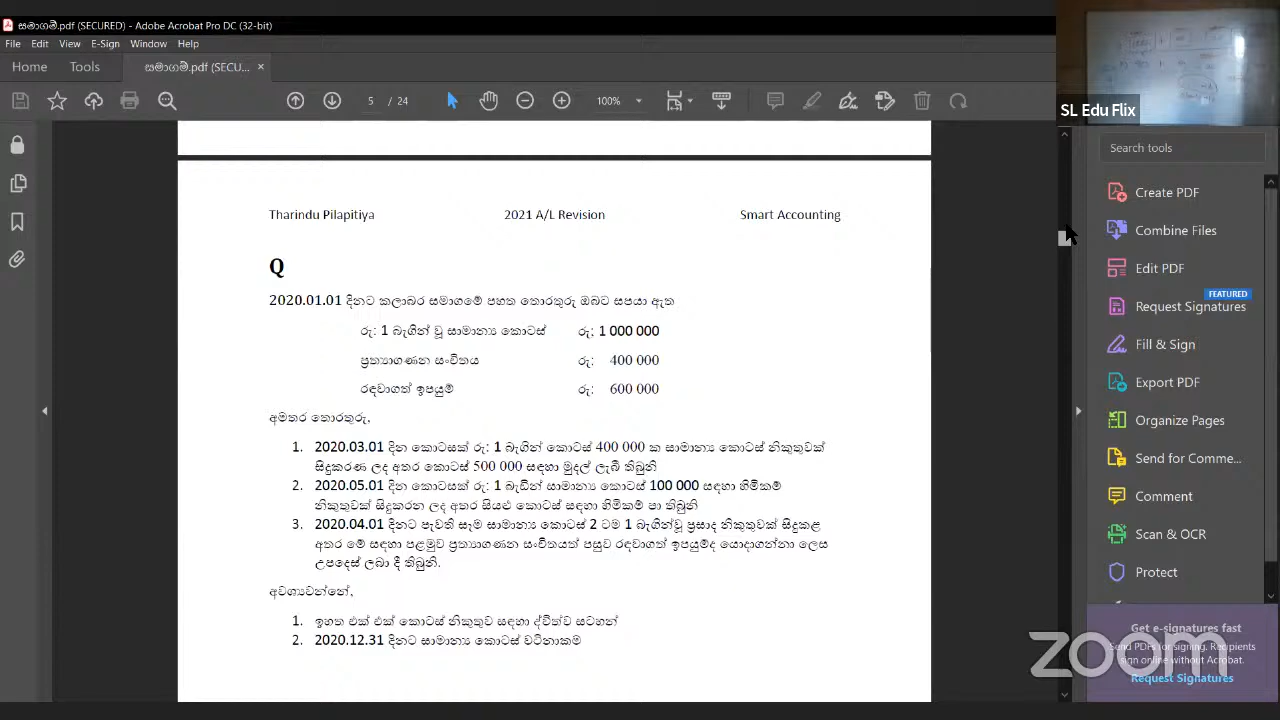 සමාගම්.pdf (SECURED) - Adobe Acrobat Pro DC (32-bit)
File Edit View E-Sign Window Help
Home Tools සමාගම්.pdf (SECU... ×
5 / 24 100%
SL Edu Flix
Search tools
Create PDF
Combine Files
Edit PDF
FEATURED
Request Signatures
Fill & Sign
Export PDF
Organize Pages
Send for Comme...
Comment
Scan & OCR
Protect
Get e-signatures fast
Send PDFs for signing. Recipients
sign online without Acrobat.
Request Signatures
zoom
Tharindu Pilapitiya 2021 A/L Revision Smart Accounting
Q
2020.01.01 දිනට කලාබර සමාගමේ පහත තොරතුරු ඔබට සපයා ඇත
රු: 1 බැගින් වූ සාමාන්‍ය කොටස් රු: 1 000 000
ප්‍රත්‍යාගණන සංචිතය රු: 400 000
රඳවාගත් ඉපයුම් රු: 600 000
අමතර තොරතුරු,
1. 2020.03.01 දින කොටසක් රු: 1 බැගින් කොටස් 400 000 ක සාමාන්‍ය කොටස් නිකුතුවක්
සිදුකරණ ලද අතර කොටස් 500 000 සඳහා මුදල් ලැබී තිබුනි
2. 2020.05.01 දින කොටසක් රු: 1 බැඩින් සාමාන්‍ය කොටස් 100 000 සඳහා හිමිකම්
නිකුතුවක් සිදුකරන ලද අතර සියළු කොටස් සඳහා හිමිකම් පා තිබුනි
3. 2020.04.01 දිනට පැවති සෑම සාමාන්‍ය කොටස් 2 ටම 1 බැගින්වූ ප්‍රසාද නිකුතුවක් සිදුකළ
අතර මේ සඳහා පළමුව ප්‍රත්‍යාගණන සංචිතයත් පසුව රඳවාගත් ඉපයුම්ද යොදාගන්නා ලෙස
උපදෙස් ලබා දී තිබුනි.
අවශ්‍යවන්නේ,
1. ඉහත එක් එක් කොටස් නිකුතුව සඳහා ද්විත්ව සටහන්
2. 2020.12.31 දිනට සාමාන්‍ය කොටස් වටිනාකම